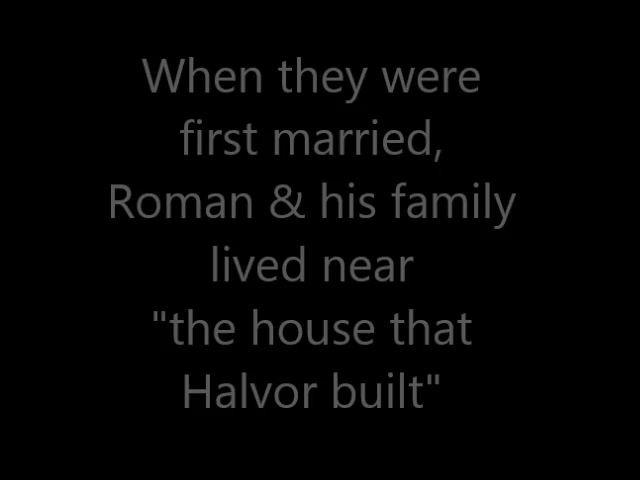 When they were
first married,
Roman & his family
lived near
"the house that
Halvor built"